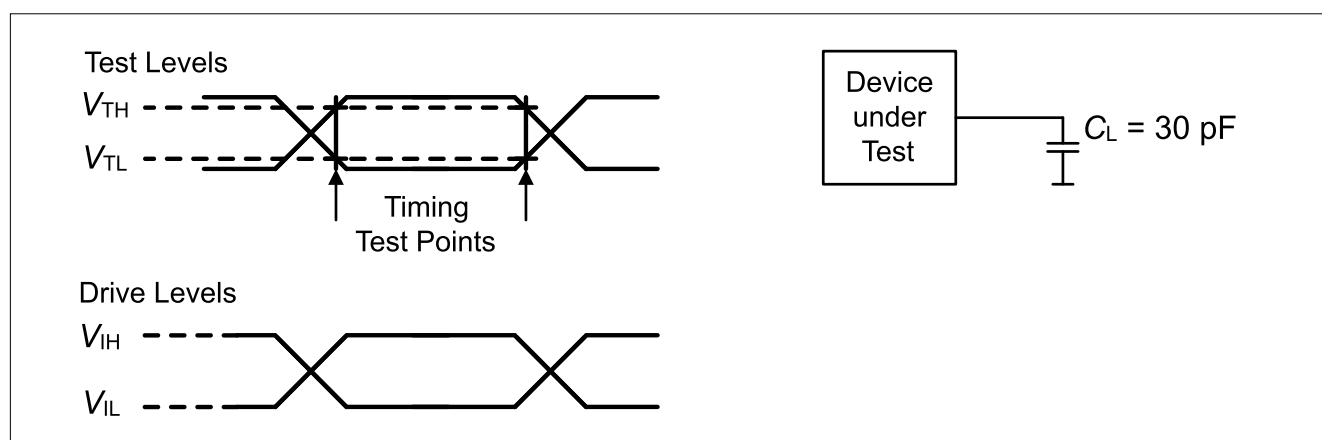 Test Levels
VTH
VTL
Timing
Test Points
Drive Levels
VIH
VIL
Device
under
Test
CL = 30 pF